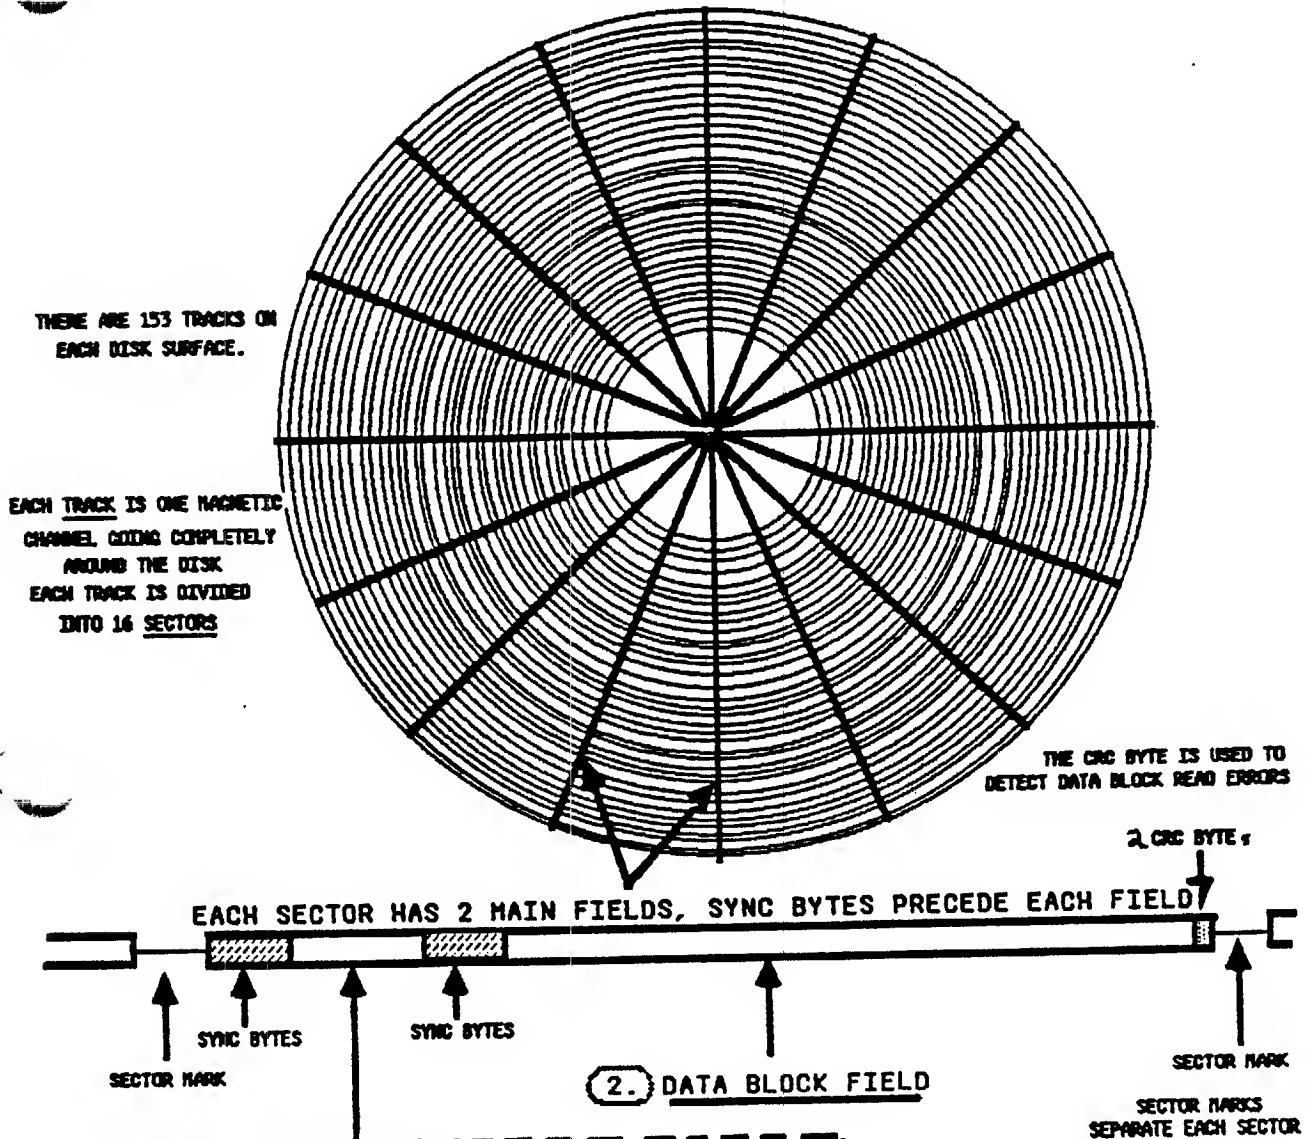 THERE ARE 153 TRACKS ON
EACH DISK SURFACE.
EACH TRACK IS ONE MAGNETIC
CHANNEL GOING COMPLETELY
AROUND THE DISK
EACH TRACK IS DIVIDED
INTO 16 SECTORS
THE CRC BYTE IS USED TO
DETECT DATA BLOCK READ ERRORS
2 CRC BYTES
EACH SECTOR HAS 2 MAIN FIELDS, SYNC BYTES PRECEDE EACH FIELD
SYNC BYTES
SYNC BYTES
SECTOR MARK
SECTOR MARK
2. DATA BLOCK FIELD
SECTOR MARKS
SEPARATE EACH SECTOR